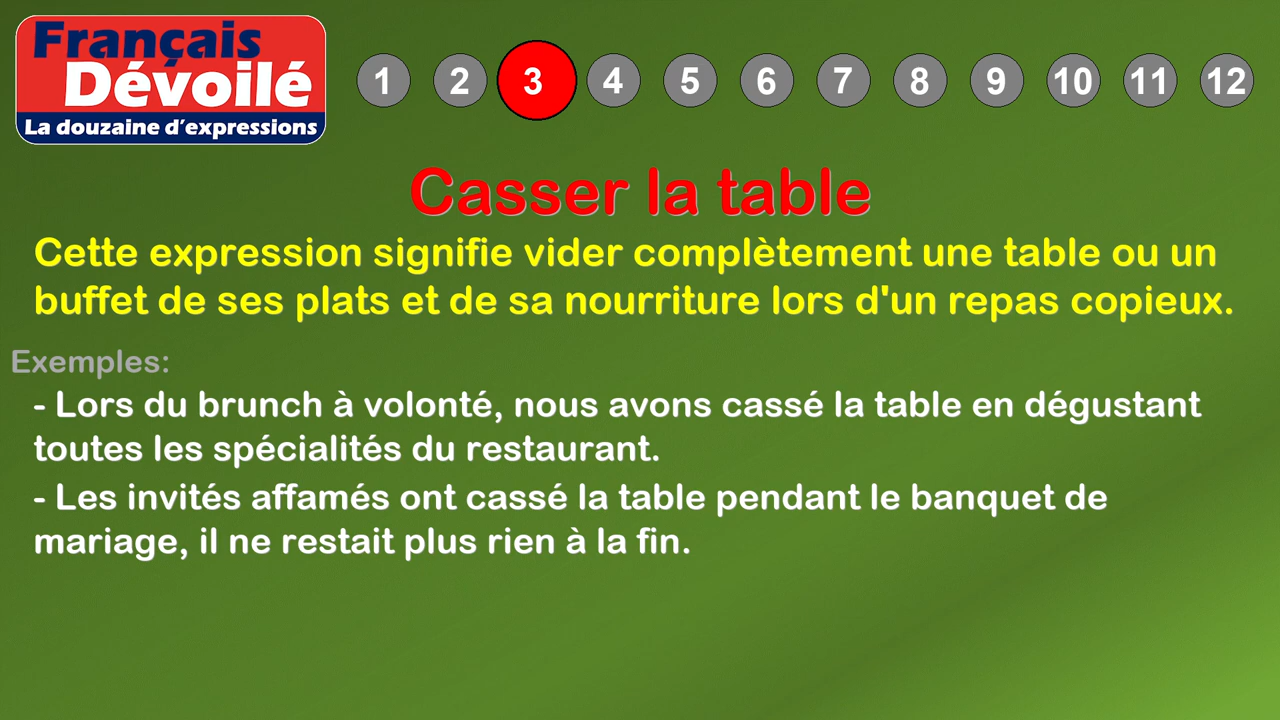 Français
Dévoilé
La douzaine d'expressions
1 2 3 4 5 6 7 8 9 10 11 12
Casser la table
Cette expression signifie vider complètement une table ou un
buffet de ses plats et de sa nourriture lors d'un repas copieux.
Exemples:
- Lors du brunch à volonté, nous avons cassé la table en dégustant
toutes les spécialités du restaurant.
- Les invités affamés ont cassé la table pendant le banquet de
mariage, il ne restait plus rien à la fin.